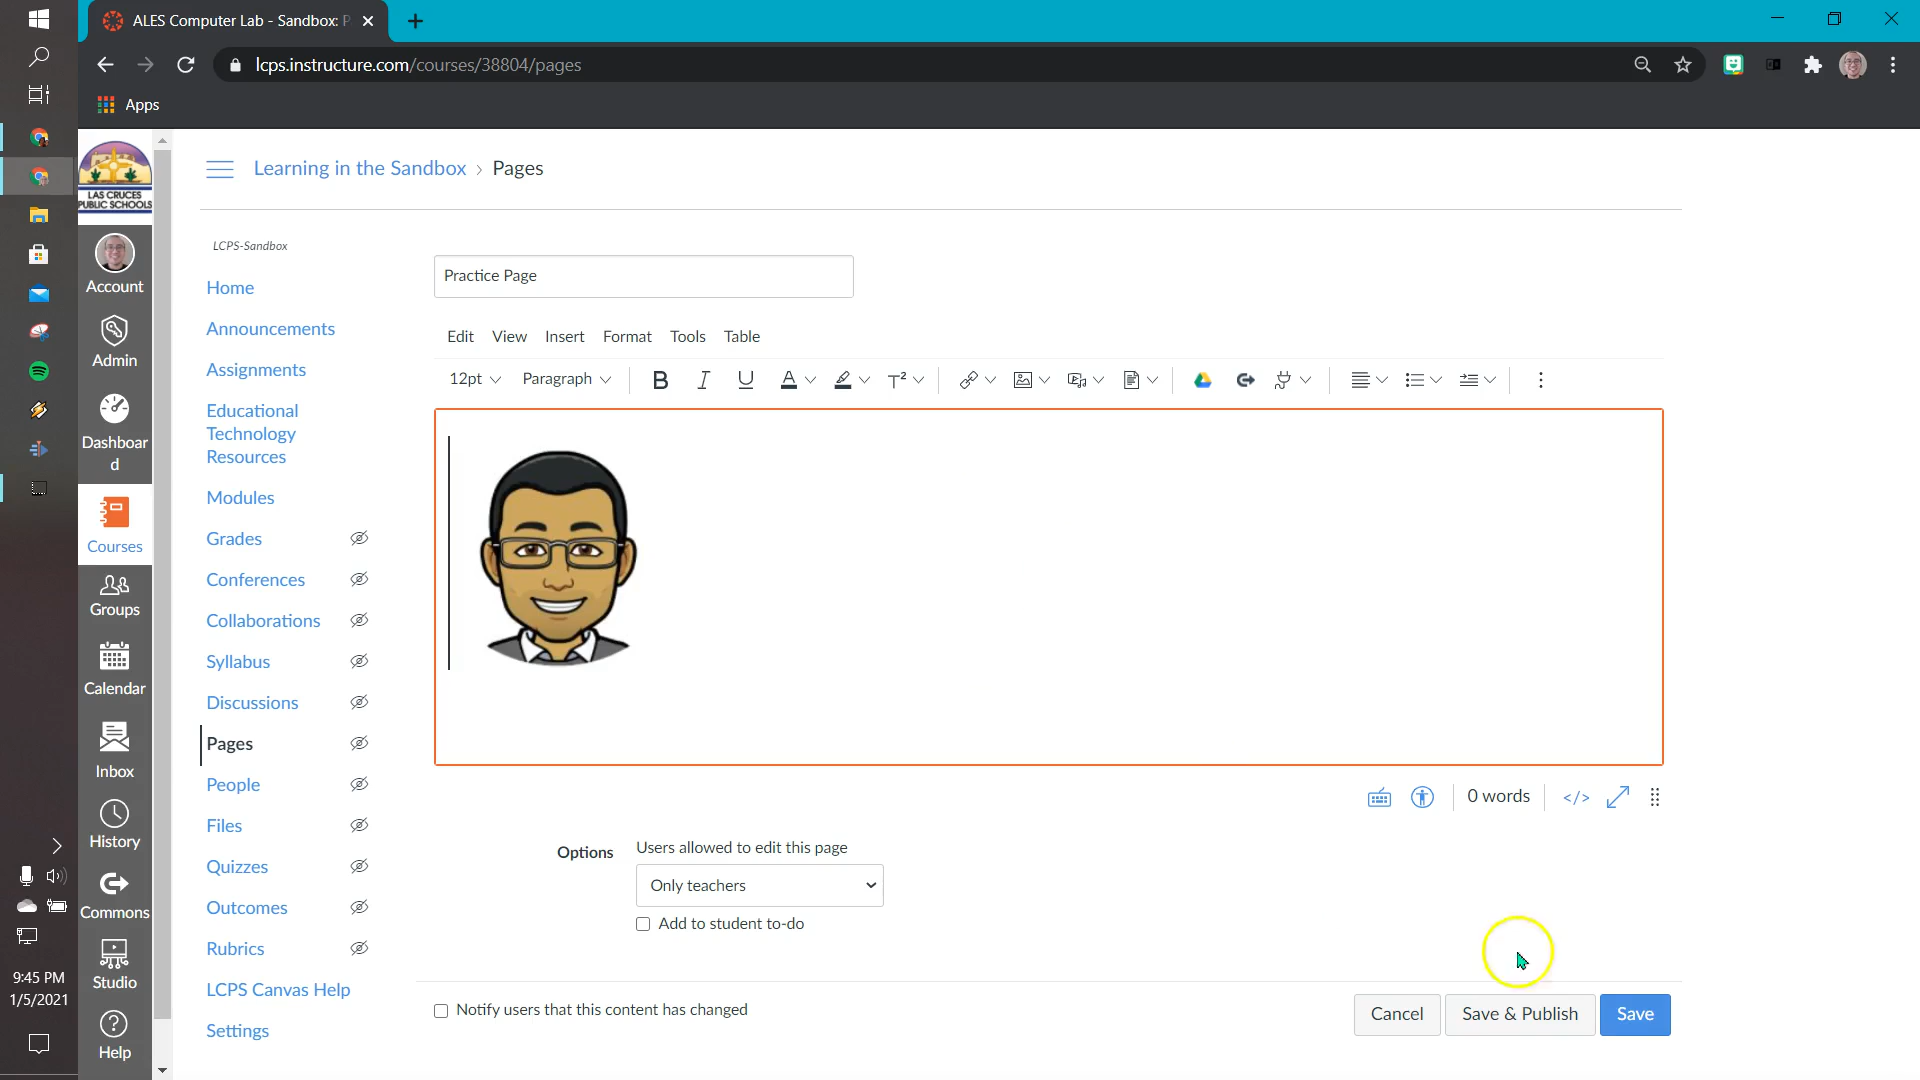 ALES Computer Lab - Sandbox: P
lcps.instructure.com/courses/38804/pages
Apps
LAS CRUCES
PUBLIC SCHOOLS
Learning in the Sandbox › Pages
LCPS-Sandbox
Account
Admin
Dashboar
d
Courses
Groups
Calendar
Inbox
History
Commons
Studio
Help
Home
Announcements
Assignments
Educational
Technology
Resources
Modules
Grades
Conferences
Collaborations
Syllabus
Discussions
Pages
People
Files
Quizzes
Outcomes
Rubrics
LCPS Canvas Help
Settings
Practice Page
Edit View Insert Format Tools Table
12pt Paragraph B I U A T²
0 words </>
Options Users allowed to edit this page
Only teachers
Add to student to-do
Notify users that this content has changed
Cancel Save & Publish Save
9:45 PM
1/5/2021